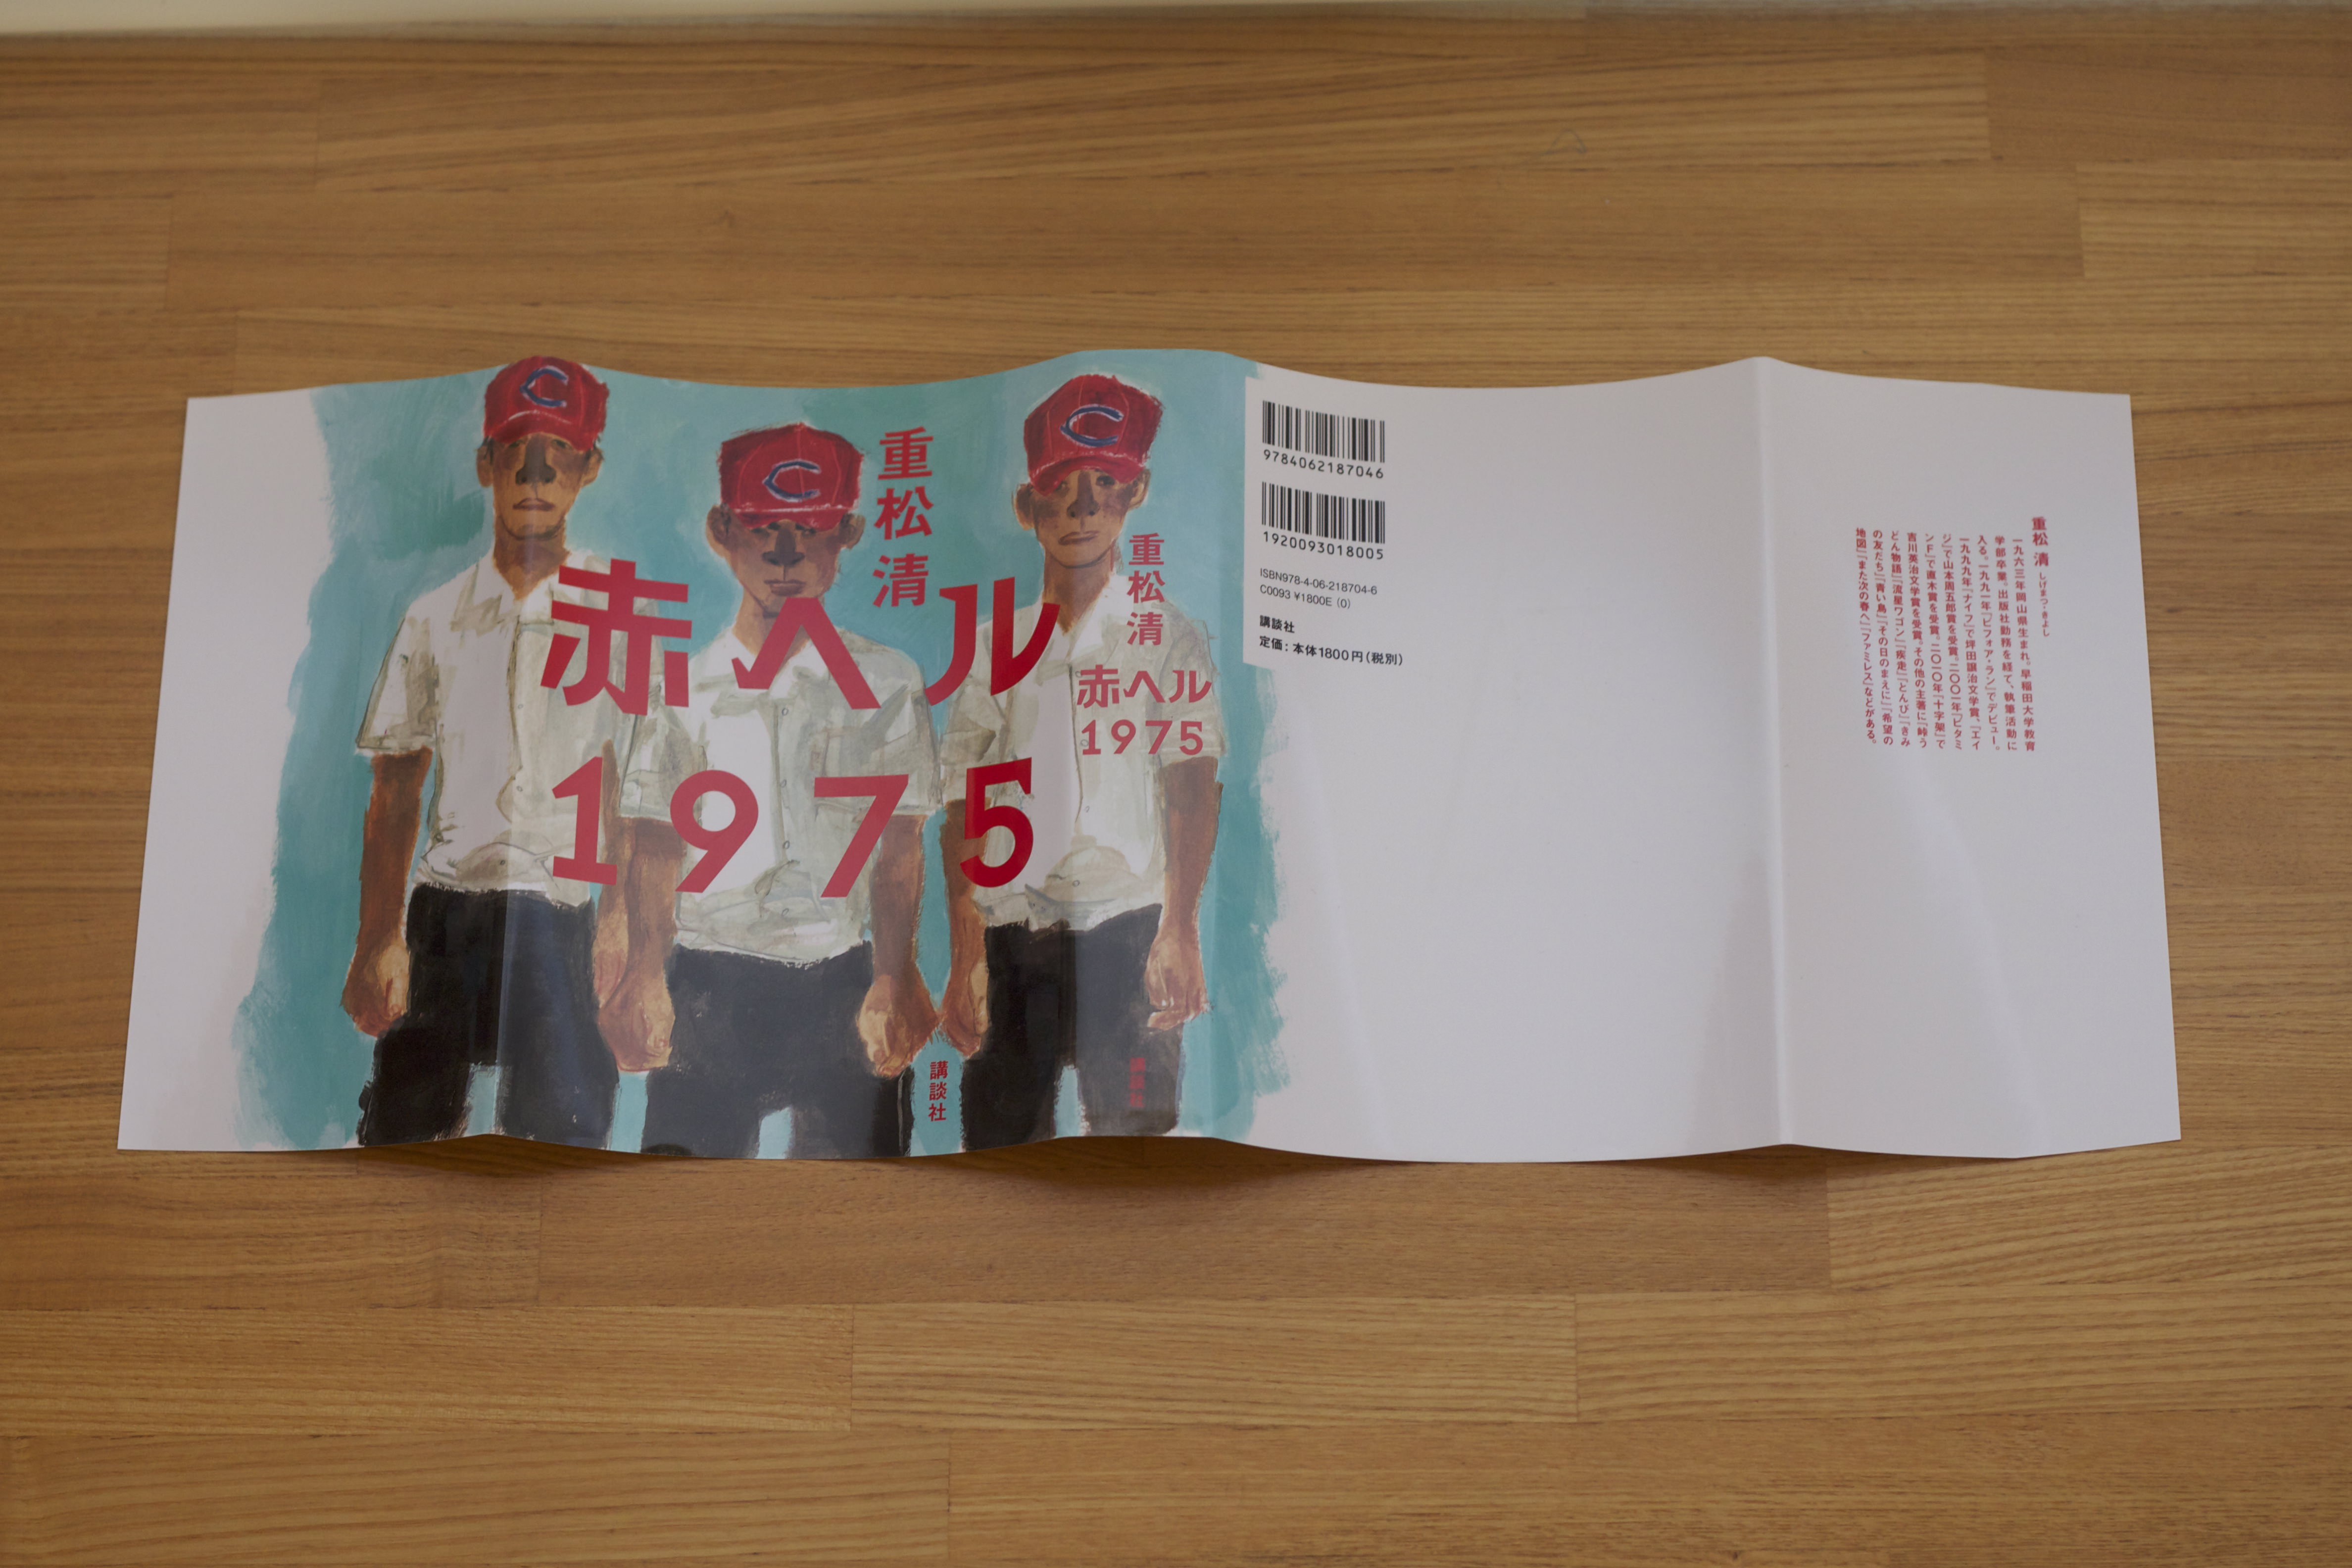 重松清
赤ヘル
1975
講談社
重松清
赤ヘル
1975
講談社
9784062187046
1920093018005
ISBN978-4-06-218704-6
C0093 ¥1800E (0)
講談社
定価:本体1800円(税別)
重松 清 しげまつ・きよし
一九六三年岡山県生まれ。早稲田大学教育
学部卒業。出版社勤務を経て、執筆活動に
入る。一九九一年『ビフォア・ラン』でデビュー。
一九九九年『ナイフ』で坪田譲治文学賞、『エイ
ジ』で山本周五郎賞を受賞。二〇〇一年『ビタミ
ンF』で直木賞を受賞。二〇一〇年『十字架』で
吉川英治文学賞を受賞。その他の主著に『峠う
どん物語』『流星ワゴン』『疾走』『とんび』『きみ
の友だち』『青い鳥』『その日のまえに』『希望の
地図』『また次の春へ』『ファミレス』などがある。